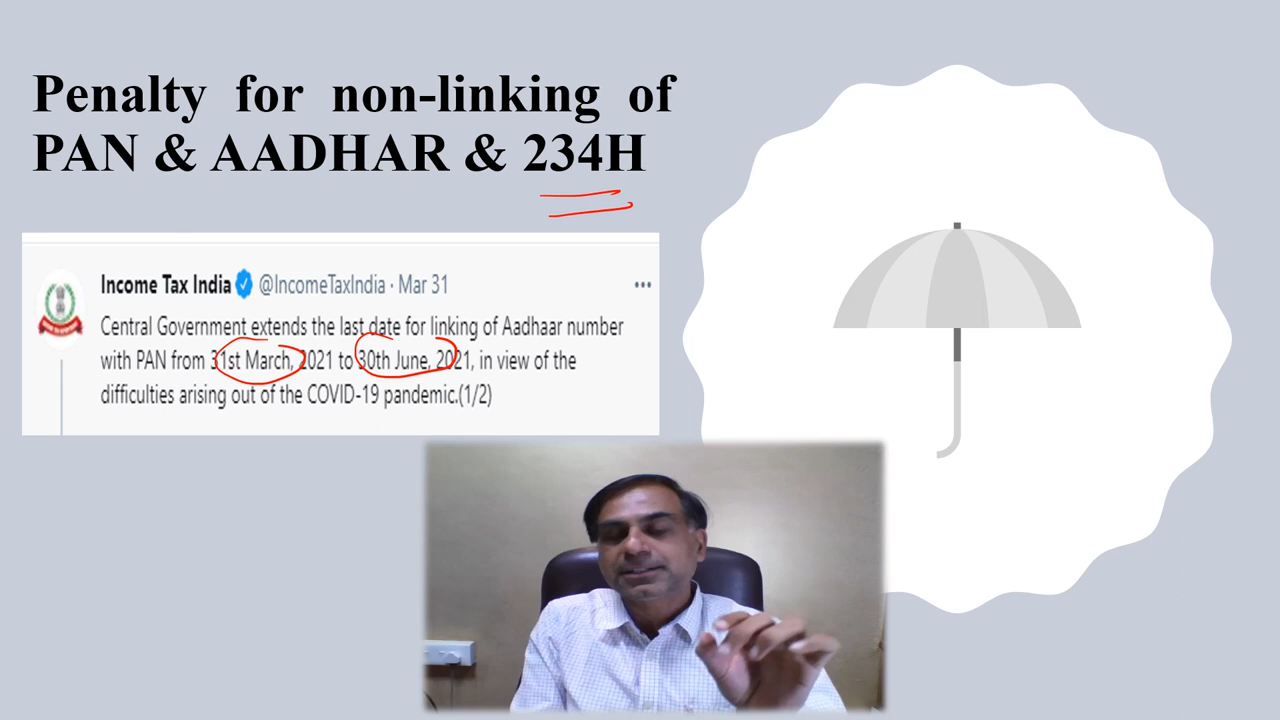 Penalty for non-linking of
PAN & AADHAR & 234H
Income Tax India @IncomeTaxIndia · Mar 31
Central Government extends the last date for linking of Aadhaar number
with PAN from 31st March, 2021 to 30th June, 2021, in view of the
difficulties arising out of the COVID-19 pandemic.(1/2)